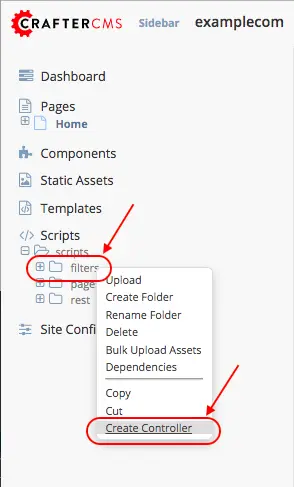 CRAFTERCMS Sidebar examplecom
Dashboard
Pages
Home
Components
Static Assets
Templates
Scripts
scripts
filters
page
rest
Site Confi
Upload
Create Folder
Rename Folder
Delete
Bulk Upload Assets
Dependencies
Copy
Cut
Create Controller